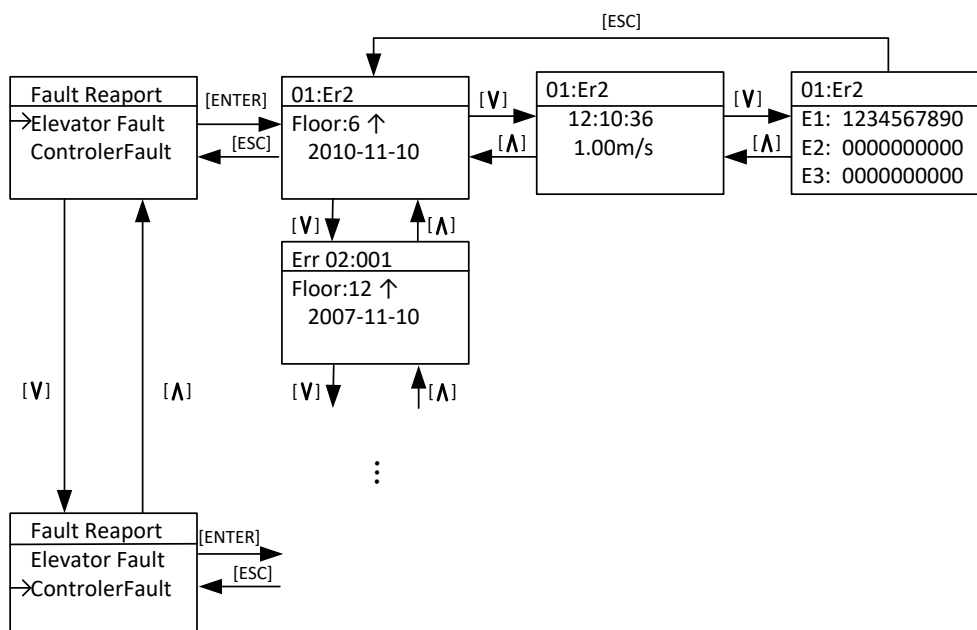 [ESC]
Fault Reaport
→Elevator Fault
ControlerFault
[ENTER]
[ESC]
01:Er2
Floor:6 ↑
2010-11-10
[∨]
[∧]
01:Er2
12:10:36
1.00m/s
[∨]
[∧]
01:Er2
E1: 1234567890
E2: 0000000000
E3: 0000000000
[∨]
[∧]
Err 02:001
Floor:12 ↑
2007-11-10
[∨]
[∧]
[∨]
[∧]
⋮
Fault Reaport
Elevator Fault
→ControlerFault
[ENTER]
[ESC]